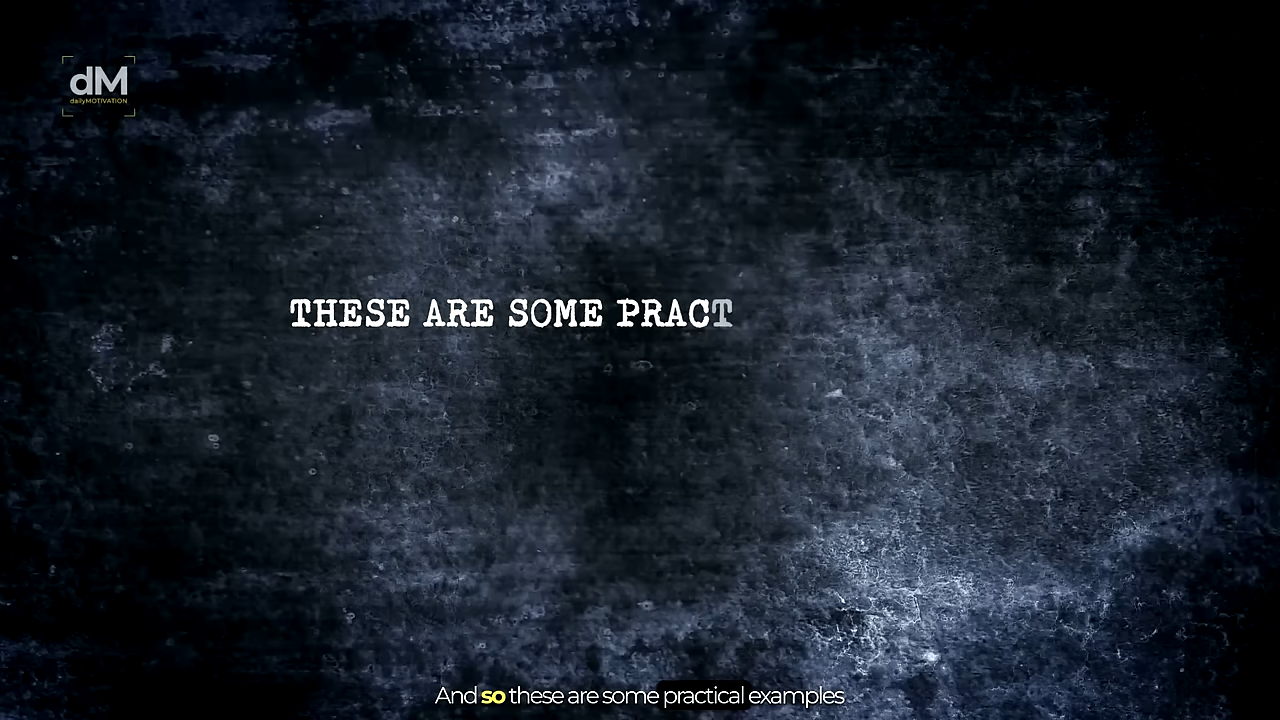 dM
dailyMOTIVATION
THESE ARE SOME PRACT
And so these are some practical examples